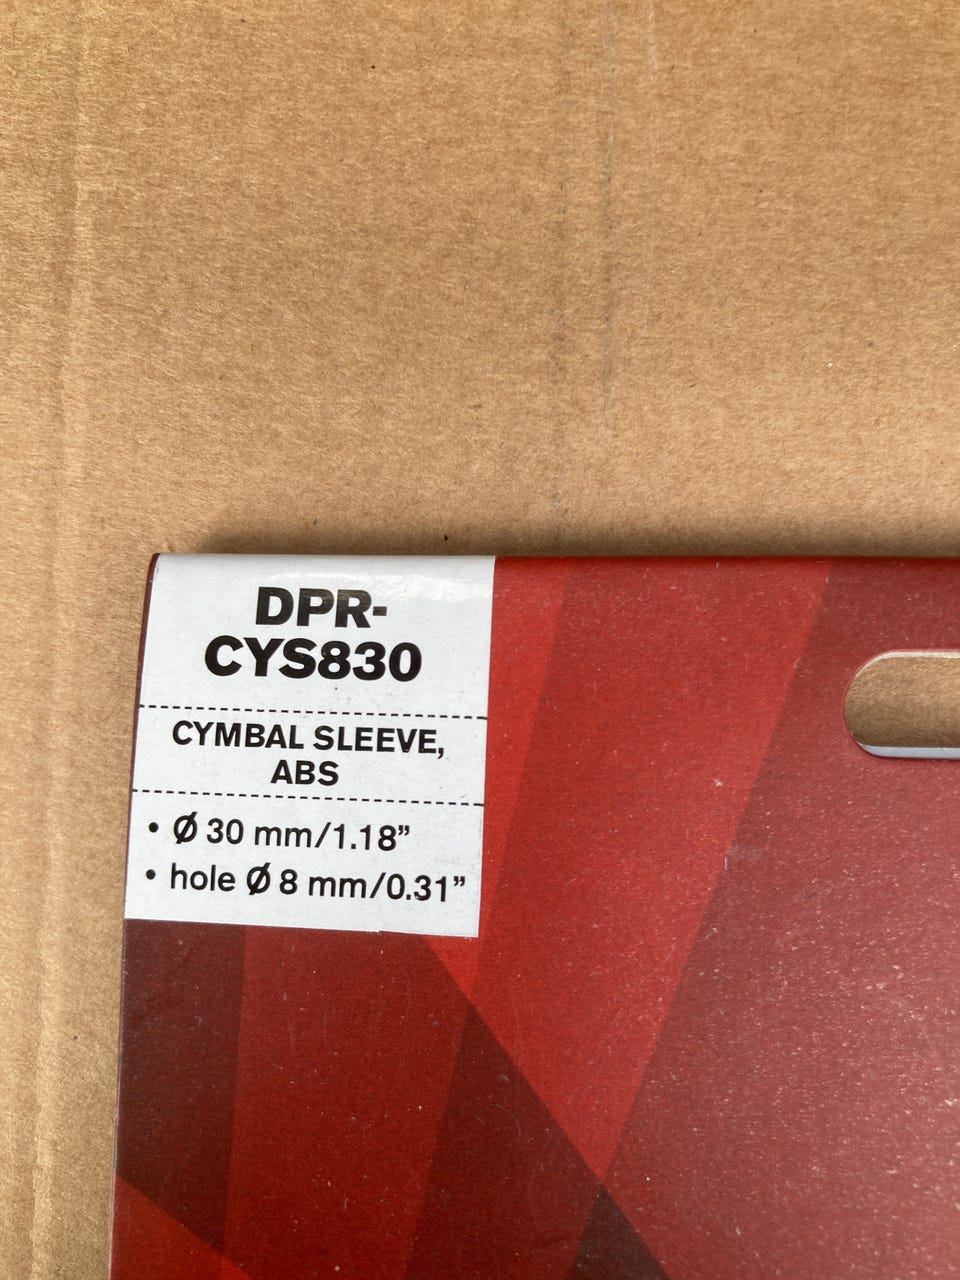 DPR-
CYS830
CYMBAL SLEEVE,
ABS
• Ø 30 mm/1.18”
• hole Ø 8 mm/0.31”